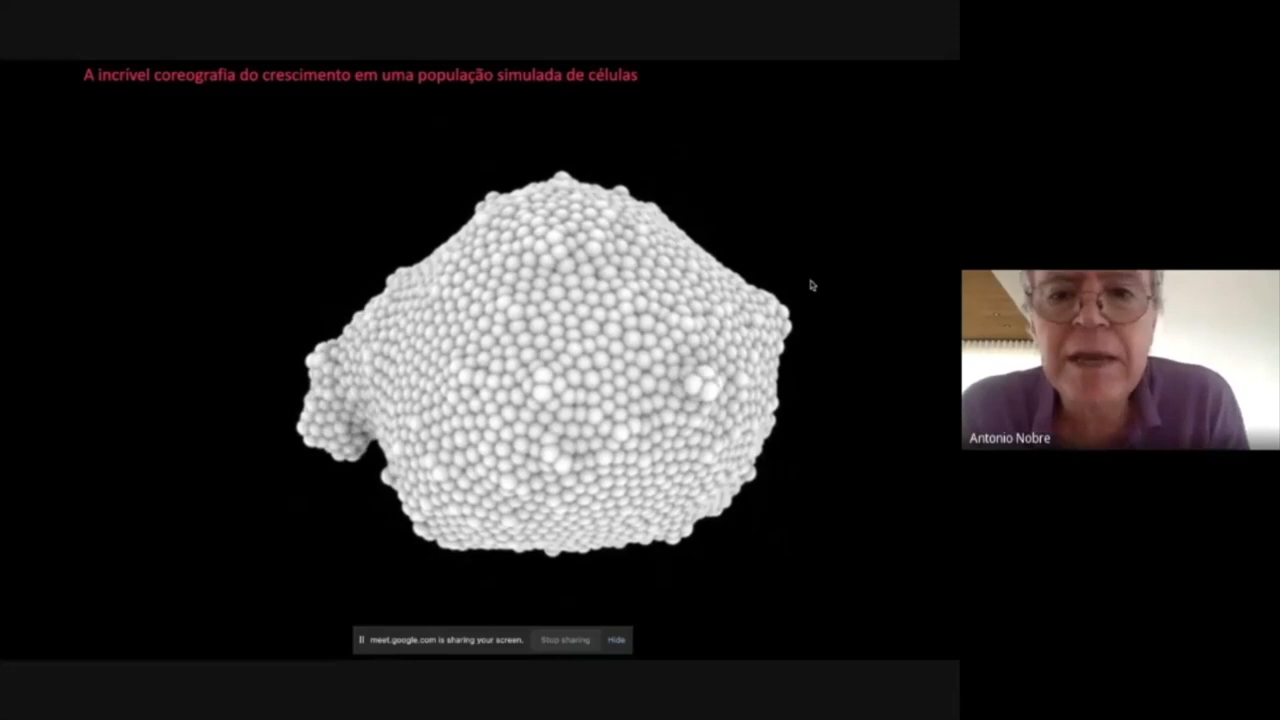 A incrível coreografia do crescimento em uma população simulada de células
Antonio Nobre
meet.google.com is sharing your screen. Stop sharing Hide